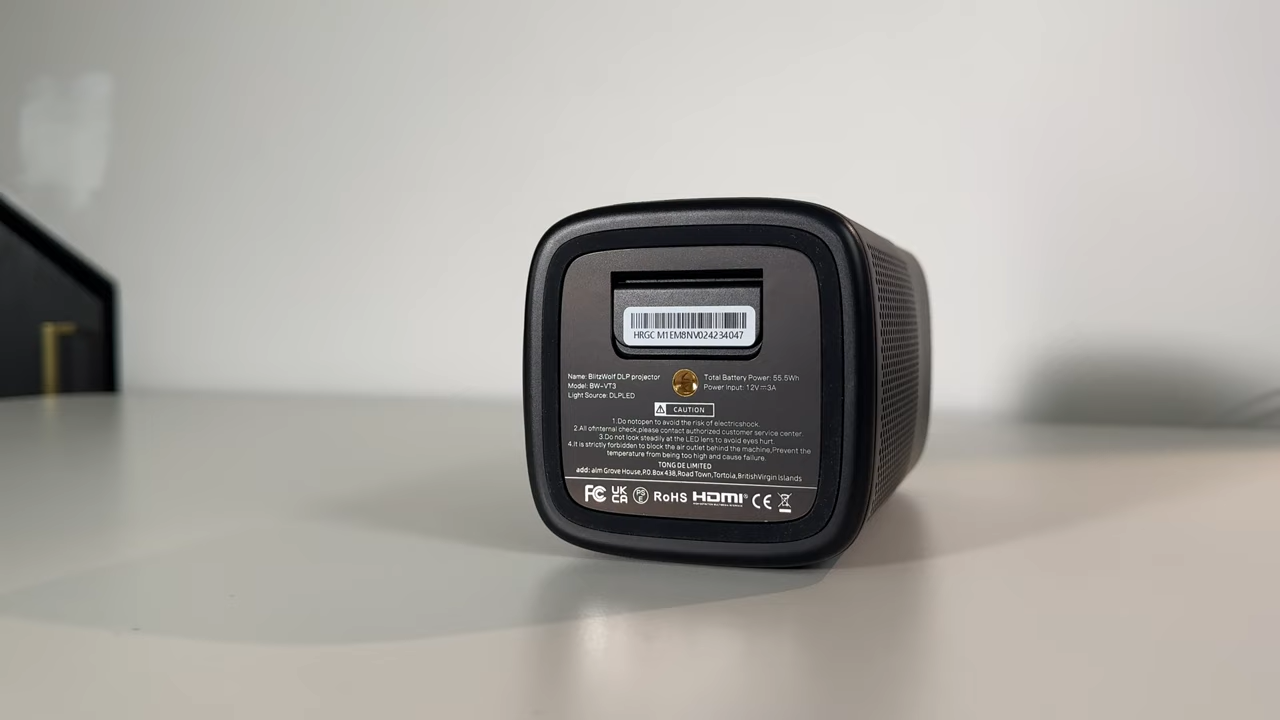 HRGC M1EM8NV024234047
Name: BlitzWolf DLP projector
Model: BW-VT3
Light Source: DLPLED
Total Battery Power: 55.5Wh
Power Input: 12V⎓3A
CAUTION
1.Do notopen to avoid the risk of electricshock.
2.All ofinternal check,please contact authorized customer service center.
3.Do not look steadily at the LED lens to avoid eyes hurt.
4.It is strictly forbidden to block the air outlet behind the machine,Prevent the
temperature from being too high and cause failure.
TONG DE LIMITED
add: alm Grove House,P.O.Box 438,Road Town,Tortola,BritishVirgin Islands
FC UK CA PS E RoHS HDMI® CE